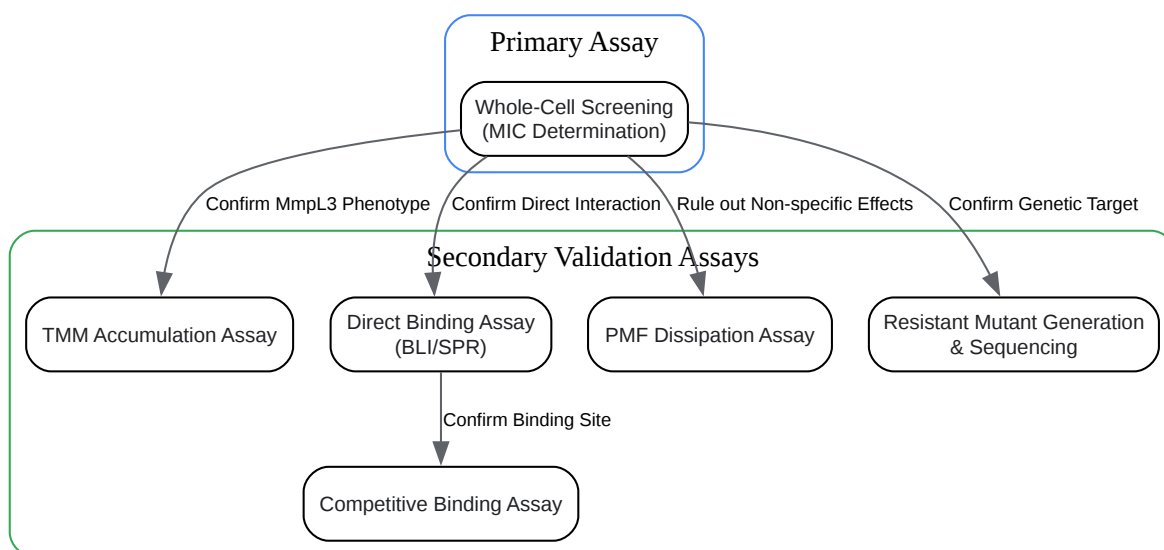 Primary Assay
Whole-Cell Screening
(MIC Determination)
Confirm MmpL3 Phenotype
Confirm Direct Interaction
Rule out Non-specific Effects
Confirm Genetic Target
Secondary Validation Assays
TMM Accumulation Assay
Direct Binding Assay
(BLI/SPR)
PMF Dissipation Assay
Resistant Mutant Generation
& Sequencing
Confirm Binding Site
Competitive Binding Assay